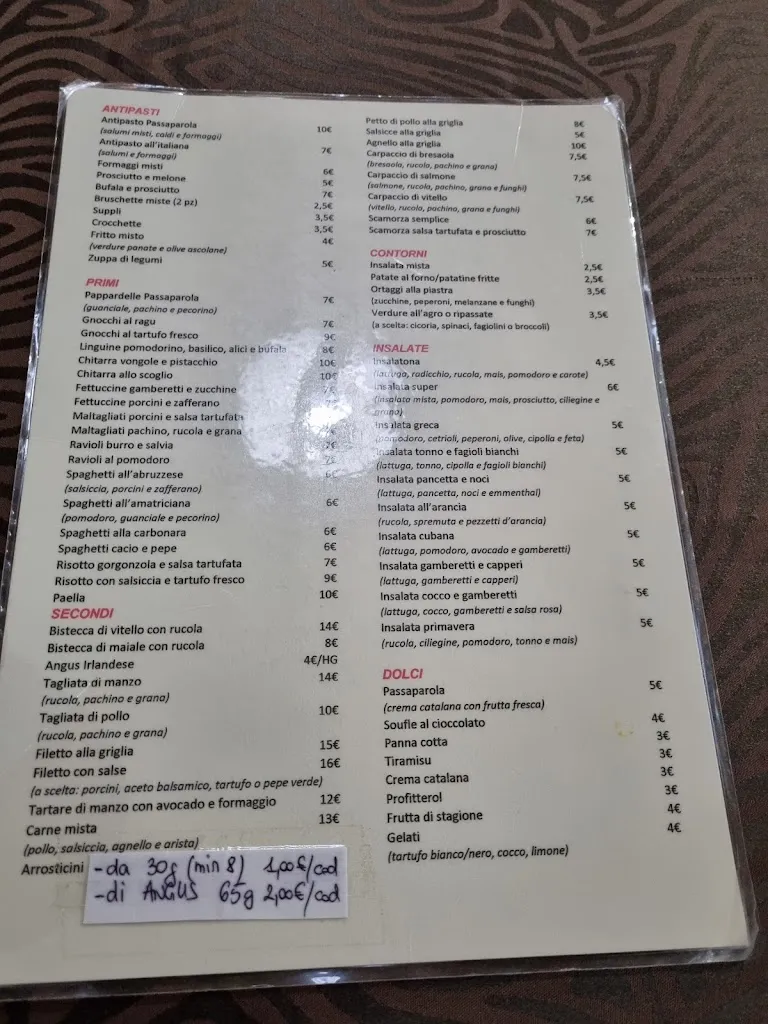 ANTIPASTI
Antipasto Passaparola 10€
(salumi misti, caldi e formaggi)
Antipasto all'italiana 7€
(salumi e formaggi)
Formaggi misti 6€
Prosciutto e melone 5€
Bufala e prosciutto 7€
Bruschette miste (2 pz) 2,5€
Suppli 3,5€
Crocchette 3,5€
Fritto misto 4€
(verdure panate e olive ascolane)
Zuppa di legumi 5€
PRIMI
Pappardelle Passaparola 7€
(guanciale, pachino e pecorino)
Gnocchi al ragu 7€
Gnocchi al tartufo fresco 9€
Linguine pomodorino, basilico, alici e bufala 8€
Chitarra vongole e pistacchio 10€
Chitarra allo scoglio 10€
Fettuccine gamberetti e zucchine
Fettuccine porcini e zafferano
Maltagliati porcini e salsa tartufata
Maltagliati pachino, rucola e grana
Ravioli burro e salvia
Ravioli al pomodoro
Spaghetti all'abruzzese 6€
(salsiccia, porcini e zafferano)
Spaghetti all'amatriciana 6€
(pomodoro, guanciale e pecorino)
Spaghetti alla carbonara 6€
Spaghetti cacio e pepe 6€
Risotto gorgonzola e salsa tartufata 7€
Risotto con salsiccia e tartufo fresco 9€
Paella 10€
SECONDI
Bistecca di vitello con rucola 14€
Bistecca di maiale con rucola 8€
Angus Irlandese 4€/HG
Tagliata di manzo 14€
(rucola, pachino e grana)
Tagliata di pollo 10€
(rucola, pachino e grana)
Filetto alla griglia 15€
Filetto con salse 16€
(a scelta: porcini, aceto balsamico, tartufo o pepe verde)
Tartare di manzo con avocado e formaggio 12€
Carne mista 13€
(pollo, salsiccia, agnello e arista)
Arrosticini - da 30g (min 8) 1,00€/cad
- di ANGUS 65g 2,00€/cad
Petto di pollo alla griglia 8€
Salsicce alla griglia 5€
Agnello alla griglia 10€
Carpaccio di bresaola 7,5€
(bresaola, rucola, pachino e grana)
Carpaccio di salmone 7,5€
(salmone, rucola, pachino, grana e funghi)
Carpaccio di vitello 7,5€
(vitello, rucola, pachino, grana e funghi)
Scamorza semplice 6€
Scamorza salsa tartufata e prosciutto 7€
CONTORNI
Insalata mista 2,5€
Patate al forno/patatine fritte 2,5€
Ortaggi alla piastra 3,5€
(zucchine, peperoni, melanzane e funghi)
Verdure all'agro o ripassate 3,5€
(a scelta: cicoria, spinaci, fagiolini o broccoli)
INSALATE
Insalatona 4,5€
(lattuga, radicchio, rucola, mais, pomodoro e carote)
Insalata super 6€
(insalata mista, pomodoro, mais, prosciutto, ciliegine e
grana)
Insalata greca 5€
(pomodoro, cetrioli, peperoni, olive, cipolla e feta)
Insalata tonno e fagioli bianchi 5€
(lattuga, tonno, cipolla e fagioli bianchi)
Insalata pancetta e noci 5€
(lattuga, pancetta, noci e emmenthal)
Insalata all'arancia 5€
(rucola, spremuta e pezzetti d'arancia)
Insalata cubana 5€
(lattuga, pomodoro, avocado e gamberetti)
Insalata gamberetti e capperi 5€
(lattuga, gamberetti e capperi)
Insalata cocco e gamberetti 5€
(lattuga, cocco, gamberetti e salsa rosa)
Insalata primavera 5€
(rucola, ciliegine, pomodoro, tonno e mais)
DOLCI
Passaparola 5€
(crema catalana con frutta fresca)
Soufle al cioccolato 4€
Panna cotta 3€
Tiramisu 3€
Crema catalana 3€
Profitterol 3€
Frutta di stagione 4€
Gelati 4€
(tartufo bianco/nero, cocco, limone)